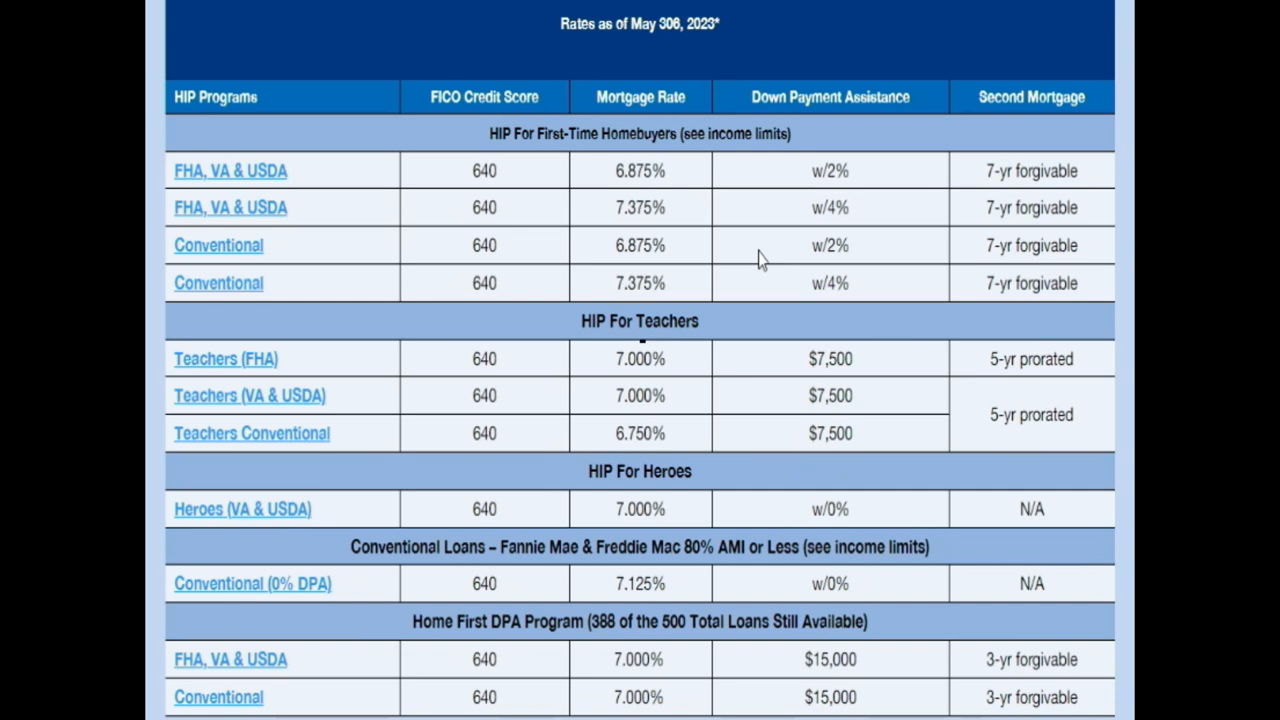 Rates as of May 306, 2023*
HIP Programs FICO Credit Score Mortgage Rate Down Payment Assistance Second Mortgage
HIP For First-Time Homebuyers (see income limits)
FHA, VA & USDA 640 6.875% w/2% 7-yr forgivable
FHA, VA & USDA 640 7.375% w/4% 7-yr forgivable
Conventional 640 6.875% w/2% 7-yr forgivable
Conventional 640 7.375% w/4% 7-yr forgivable
HIP For Teachers
Teachers (FHA) 640 7.000% $7,500 5-yr prorated
Teachers (VA & USDA) 640 7.000% $7,500
5-yr prorated
Teachers Conventional 640 6.750% $7,500
HIP For Heroes
Heroes (VA & USDA) 640 7.000% w/0% N/A
Conventional Loans – Fannie Mae & Freddie Mac 80% AMI or Less (see income limits)
Conventional (0% DPA) 640 7.125% w/0% N/A
Home First DPA Program (388 of the 500 Total Loans Still Available)
FHA, VA & USDA 640 7.000% $15,000 3-yr forgivable
Conventional 640 7.000% $15,000 3-yr forgivable